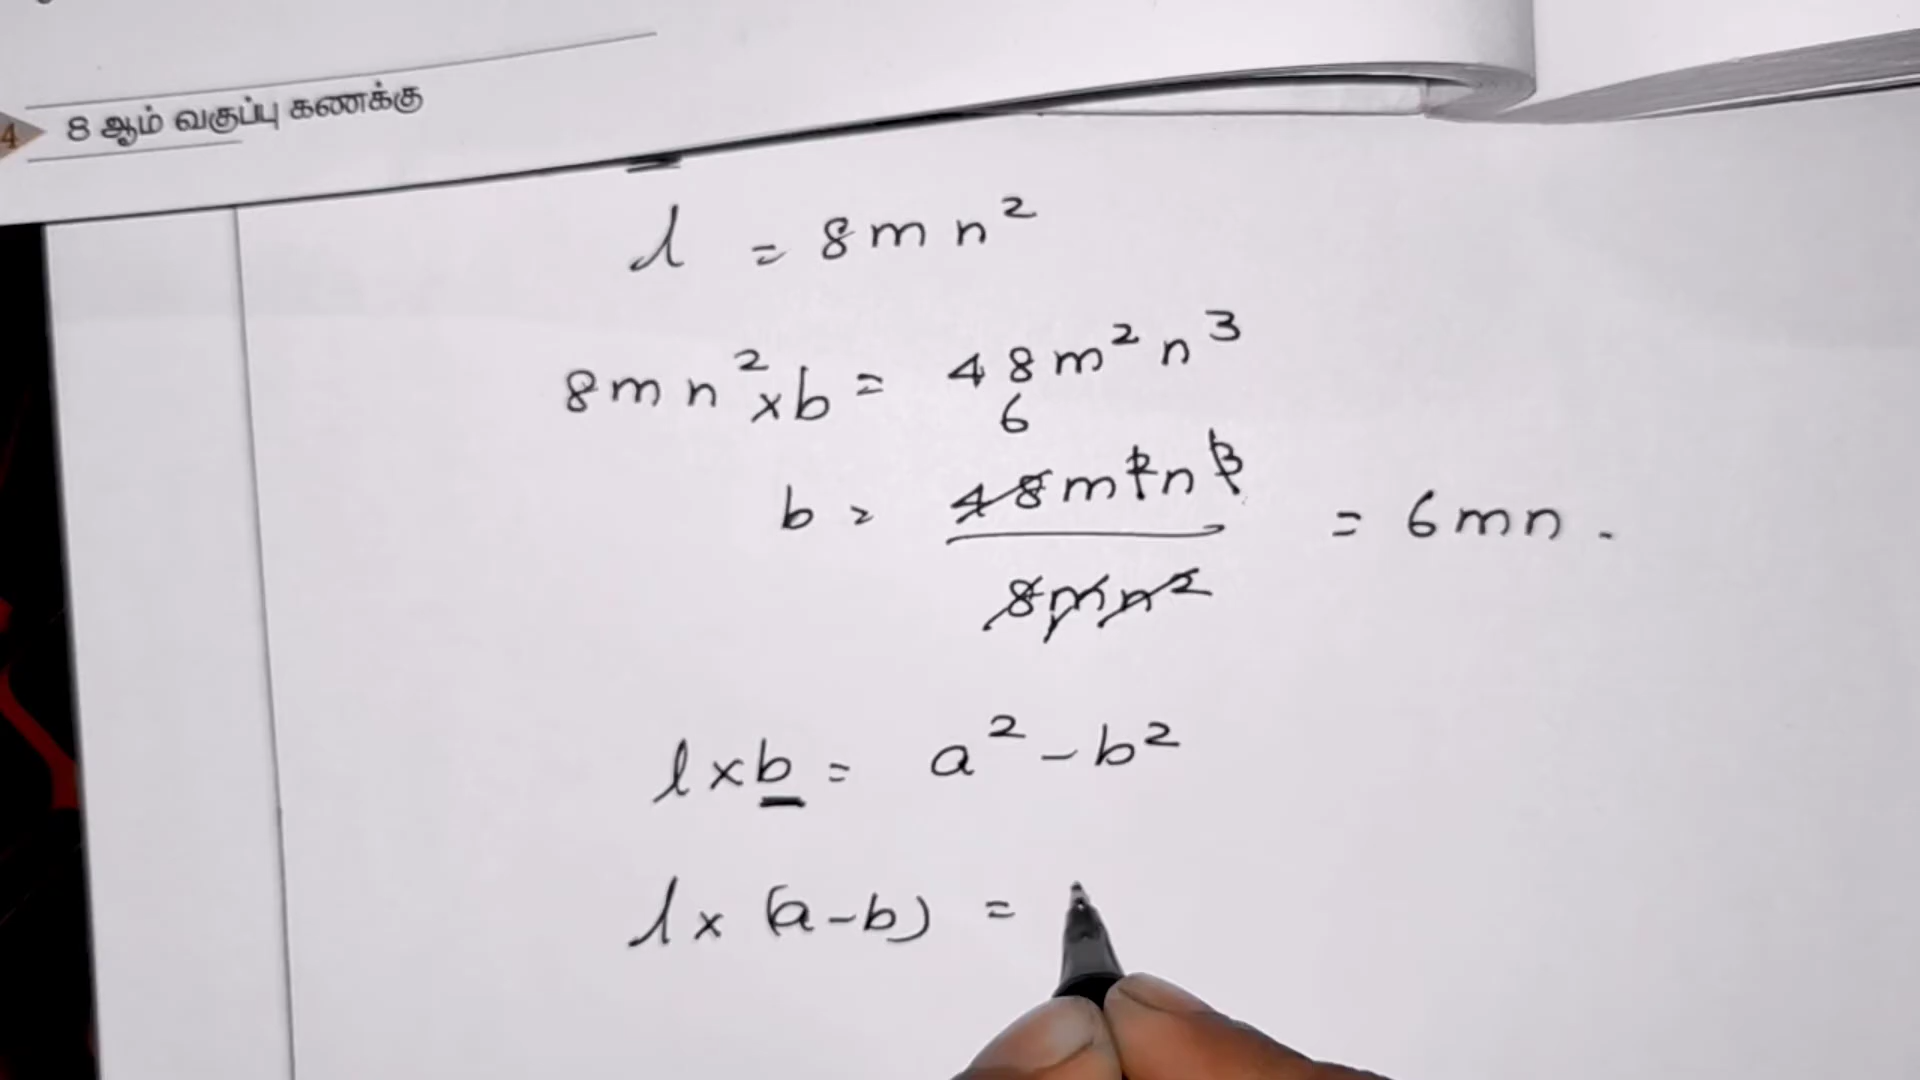 4 8 ஆம் வகுப்பு கணக்கு
l = 8mn²
8mn² × b = 48m²n³
6
b = 48m²n³ / 8mn² = 6mn.
l × b = a² - b²
l × (a - b) =